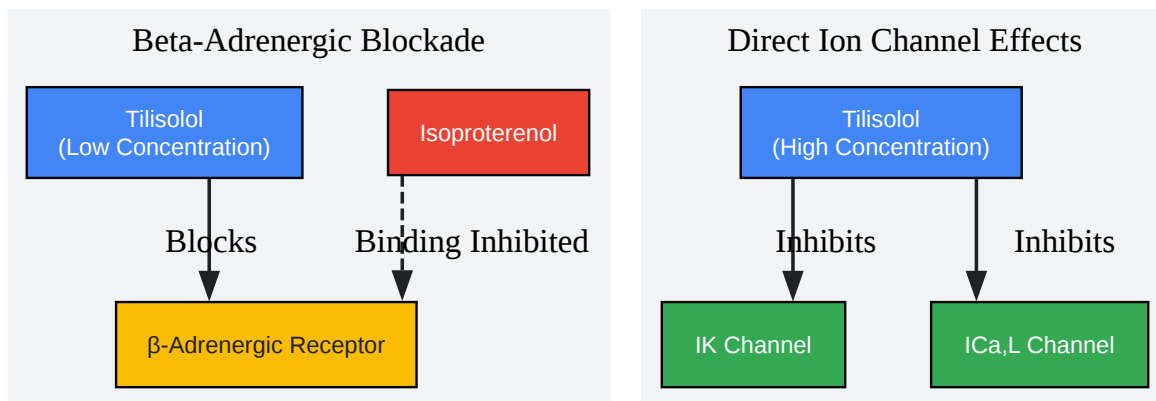 Beta-Adrenergic Blockade
Tilisolol
(Low Concentration)
Isoproterenol
Blocks
Binding Inhibited
β-Adrenergic Receptor
Direct Ion Channel Effects
Tilisolol
(High Concentration)
Inhibits
Inhibits
IK Channel
ICa,L Channel